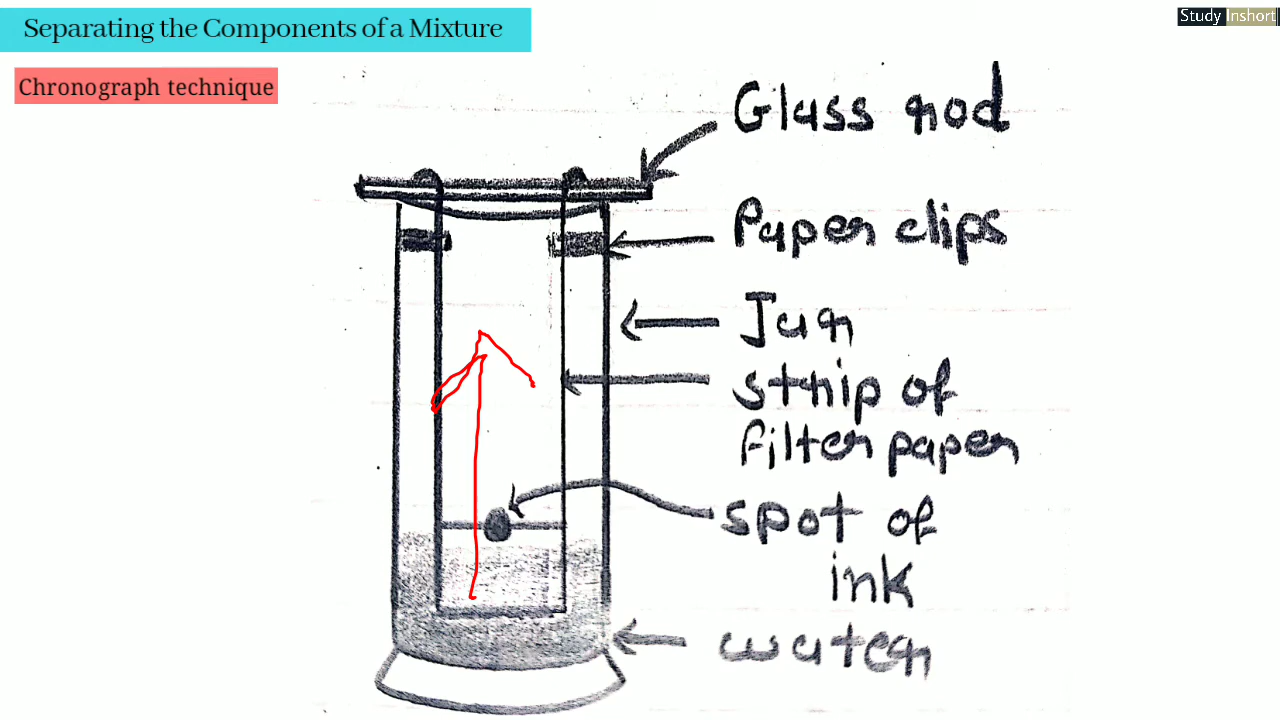 Separating the Components of a Mixture
Study Inshort
Chronograph technique
Glass rod
Paper clips
Jar
strip of
filter paper
spot of
ink
water